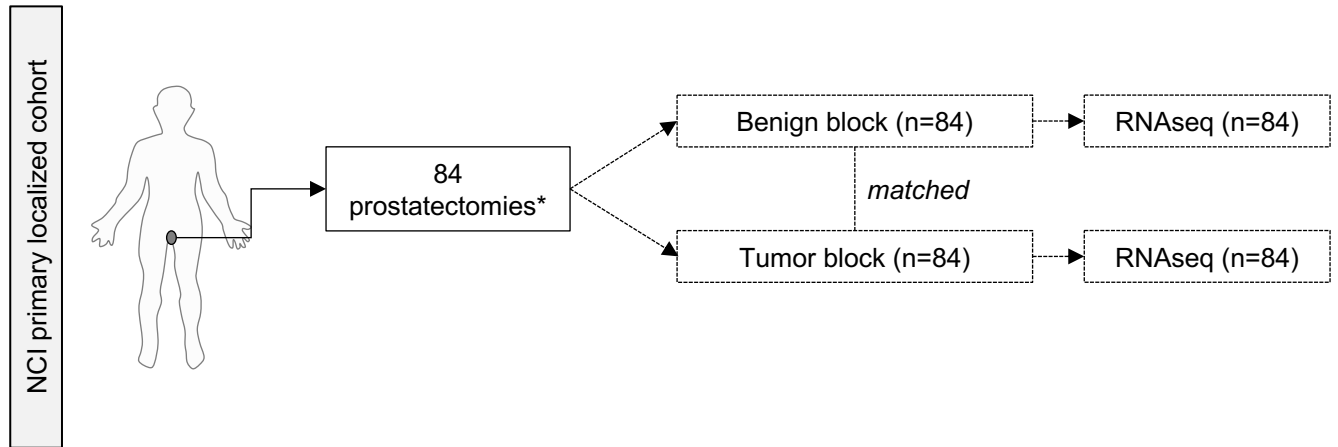 NCI primary localized cohort
84
prostatectomies*
Benign block (n=84)
RNAseq (n=84)
matched
Tumor block (n=84)
RNAseq (n=84)